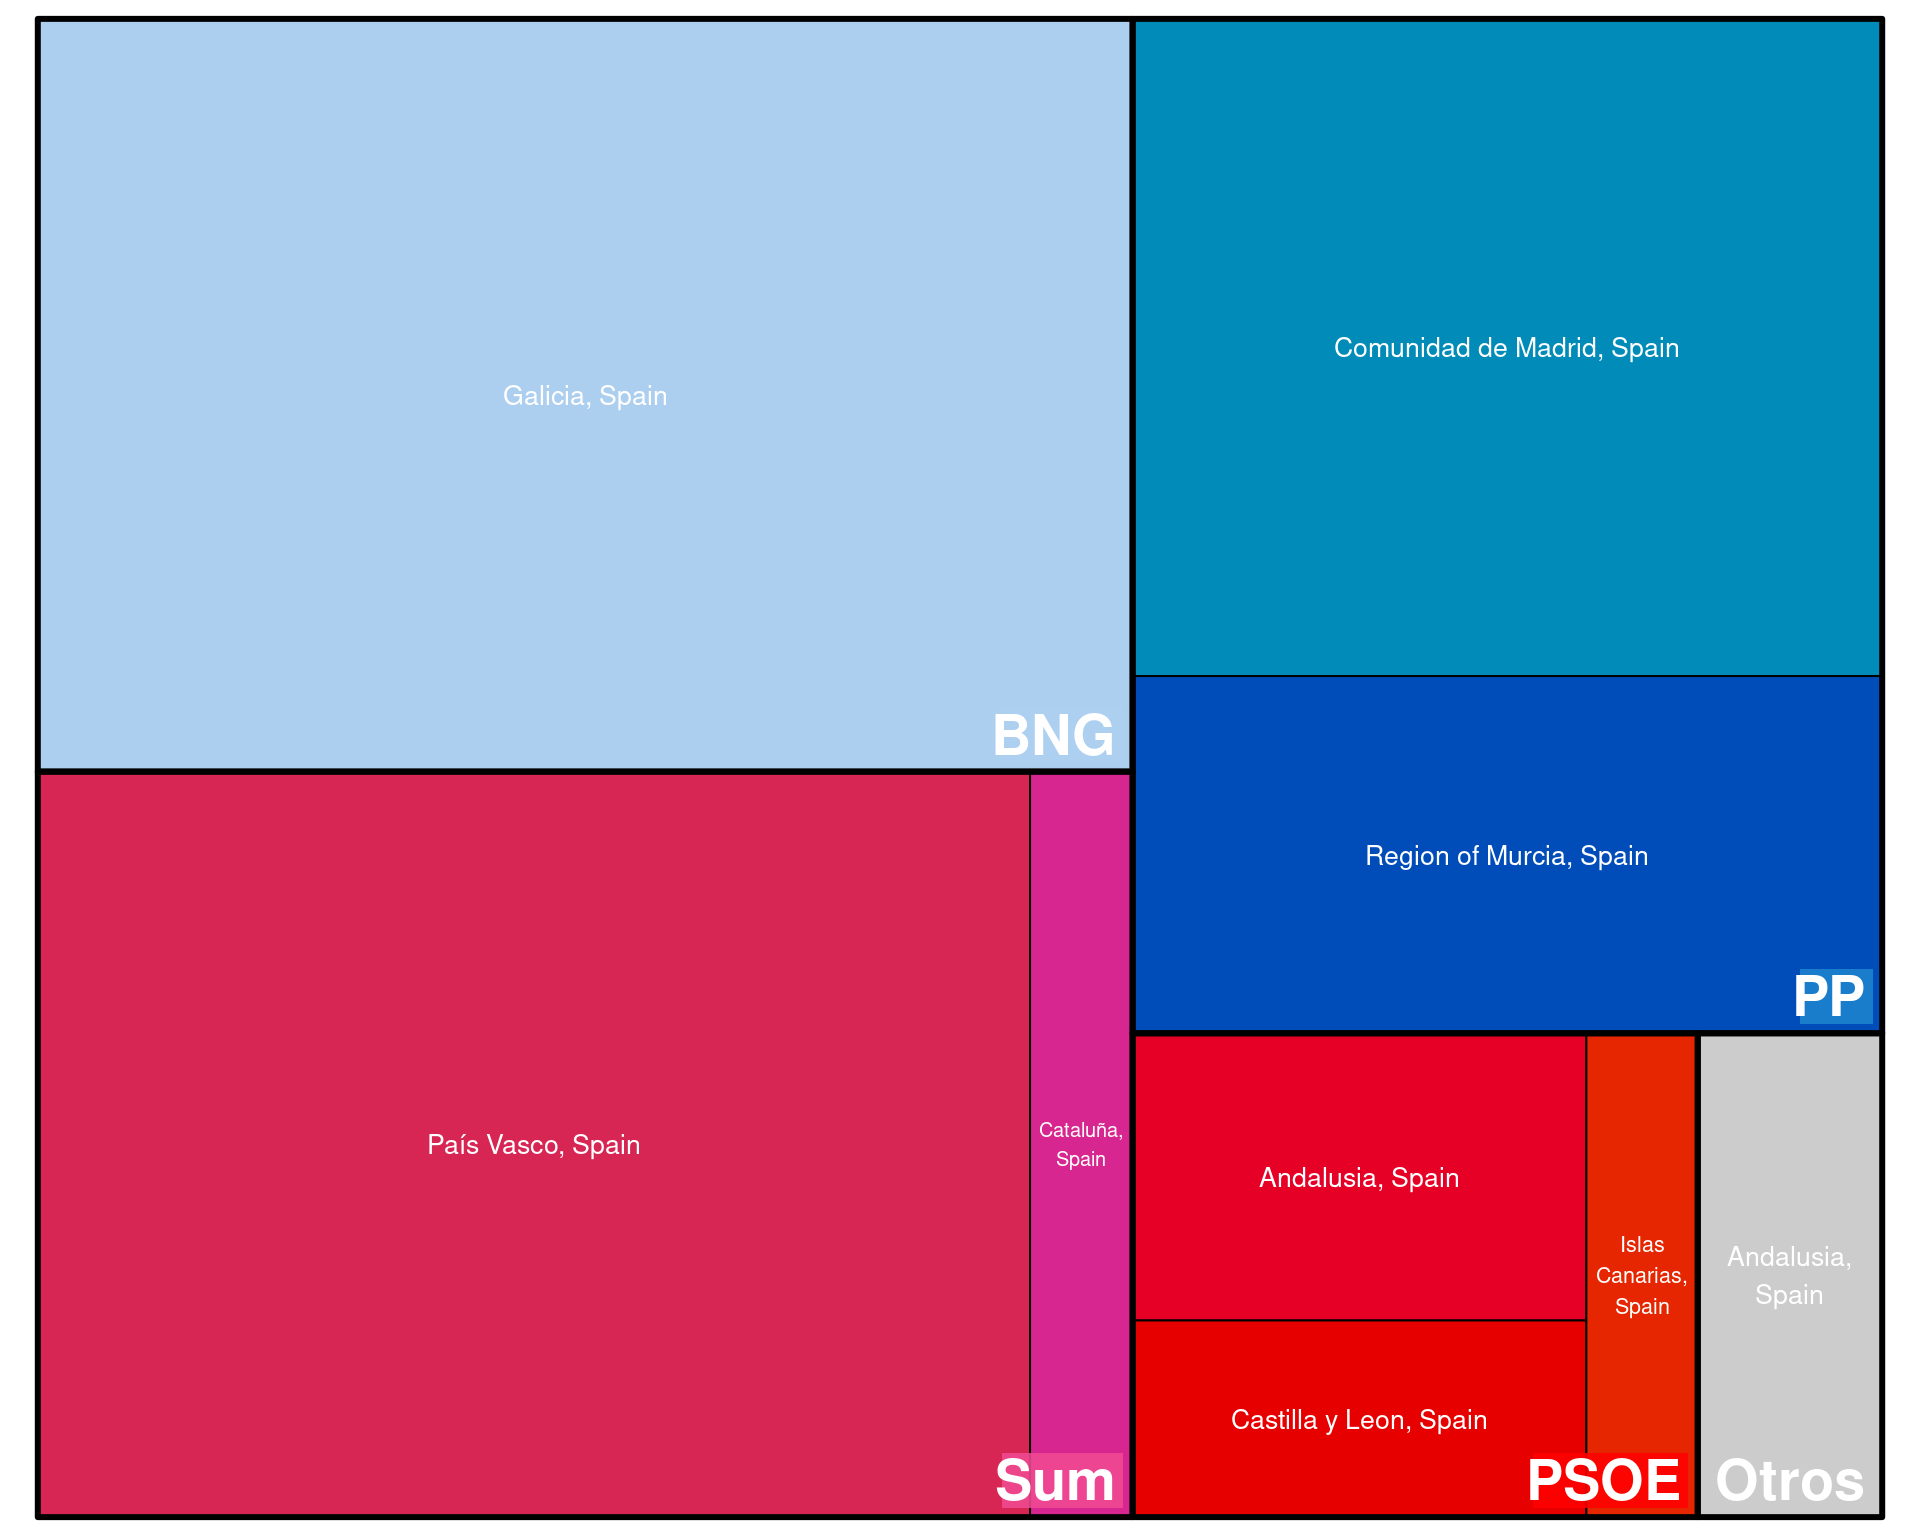 Galicia, Spain
BNG
País Vasco, Spain
Cataluña,
Spain
Sum
Comunidad de Madrid, Spain
Region of Murcia, Spain
PP
Andalusia, Spain
Castilla y Leon, Spain
Islas
Canarias,
Spain
PSOE
Andalusia,
Spain
Otros